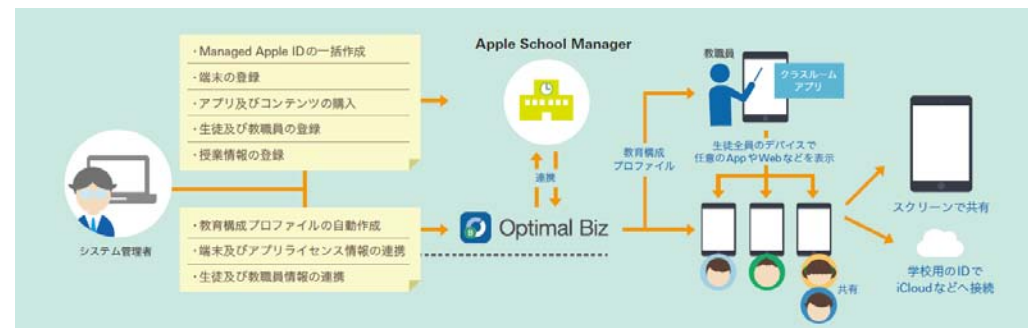 ・Managed Apple IDの一括作成
・端末の登録
・アプリ及びコンテンツの購入
・生徒及び教職員の登録
・授業情報の登録
システム管理者
・教育構成プロファイルの自動作成
・端末及びアプリライセンス情報の連携
・生徒及び教職員情報の連携
Apple School Manager
連携
Optimal Biz
教育構成
プロファイル
教職員
クラスルーム
アプリ
生徒全員のデバイスで
任意のAppやWebなどを表示
共有
スクリーンで共有
学校用のIDで
iCloudなどへ接続